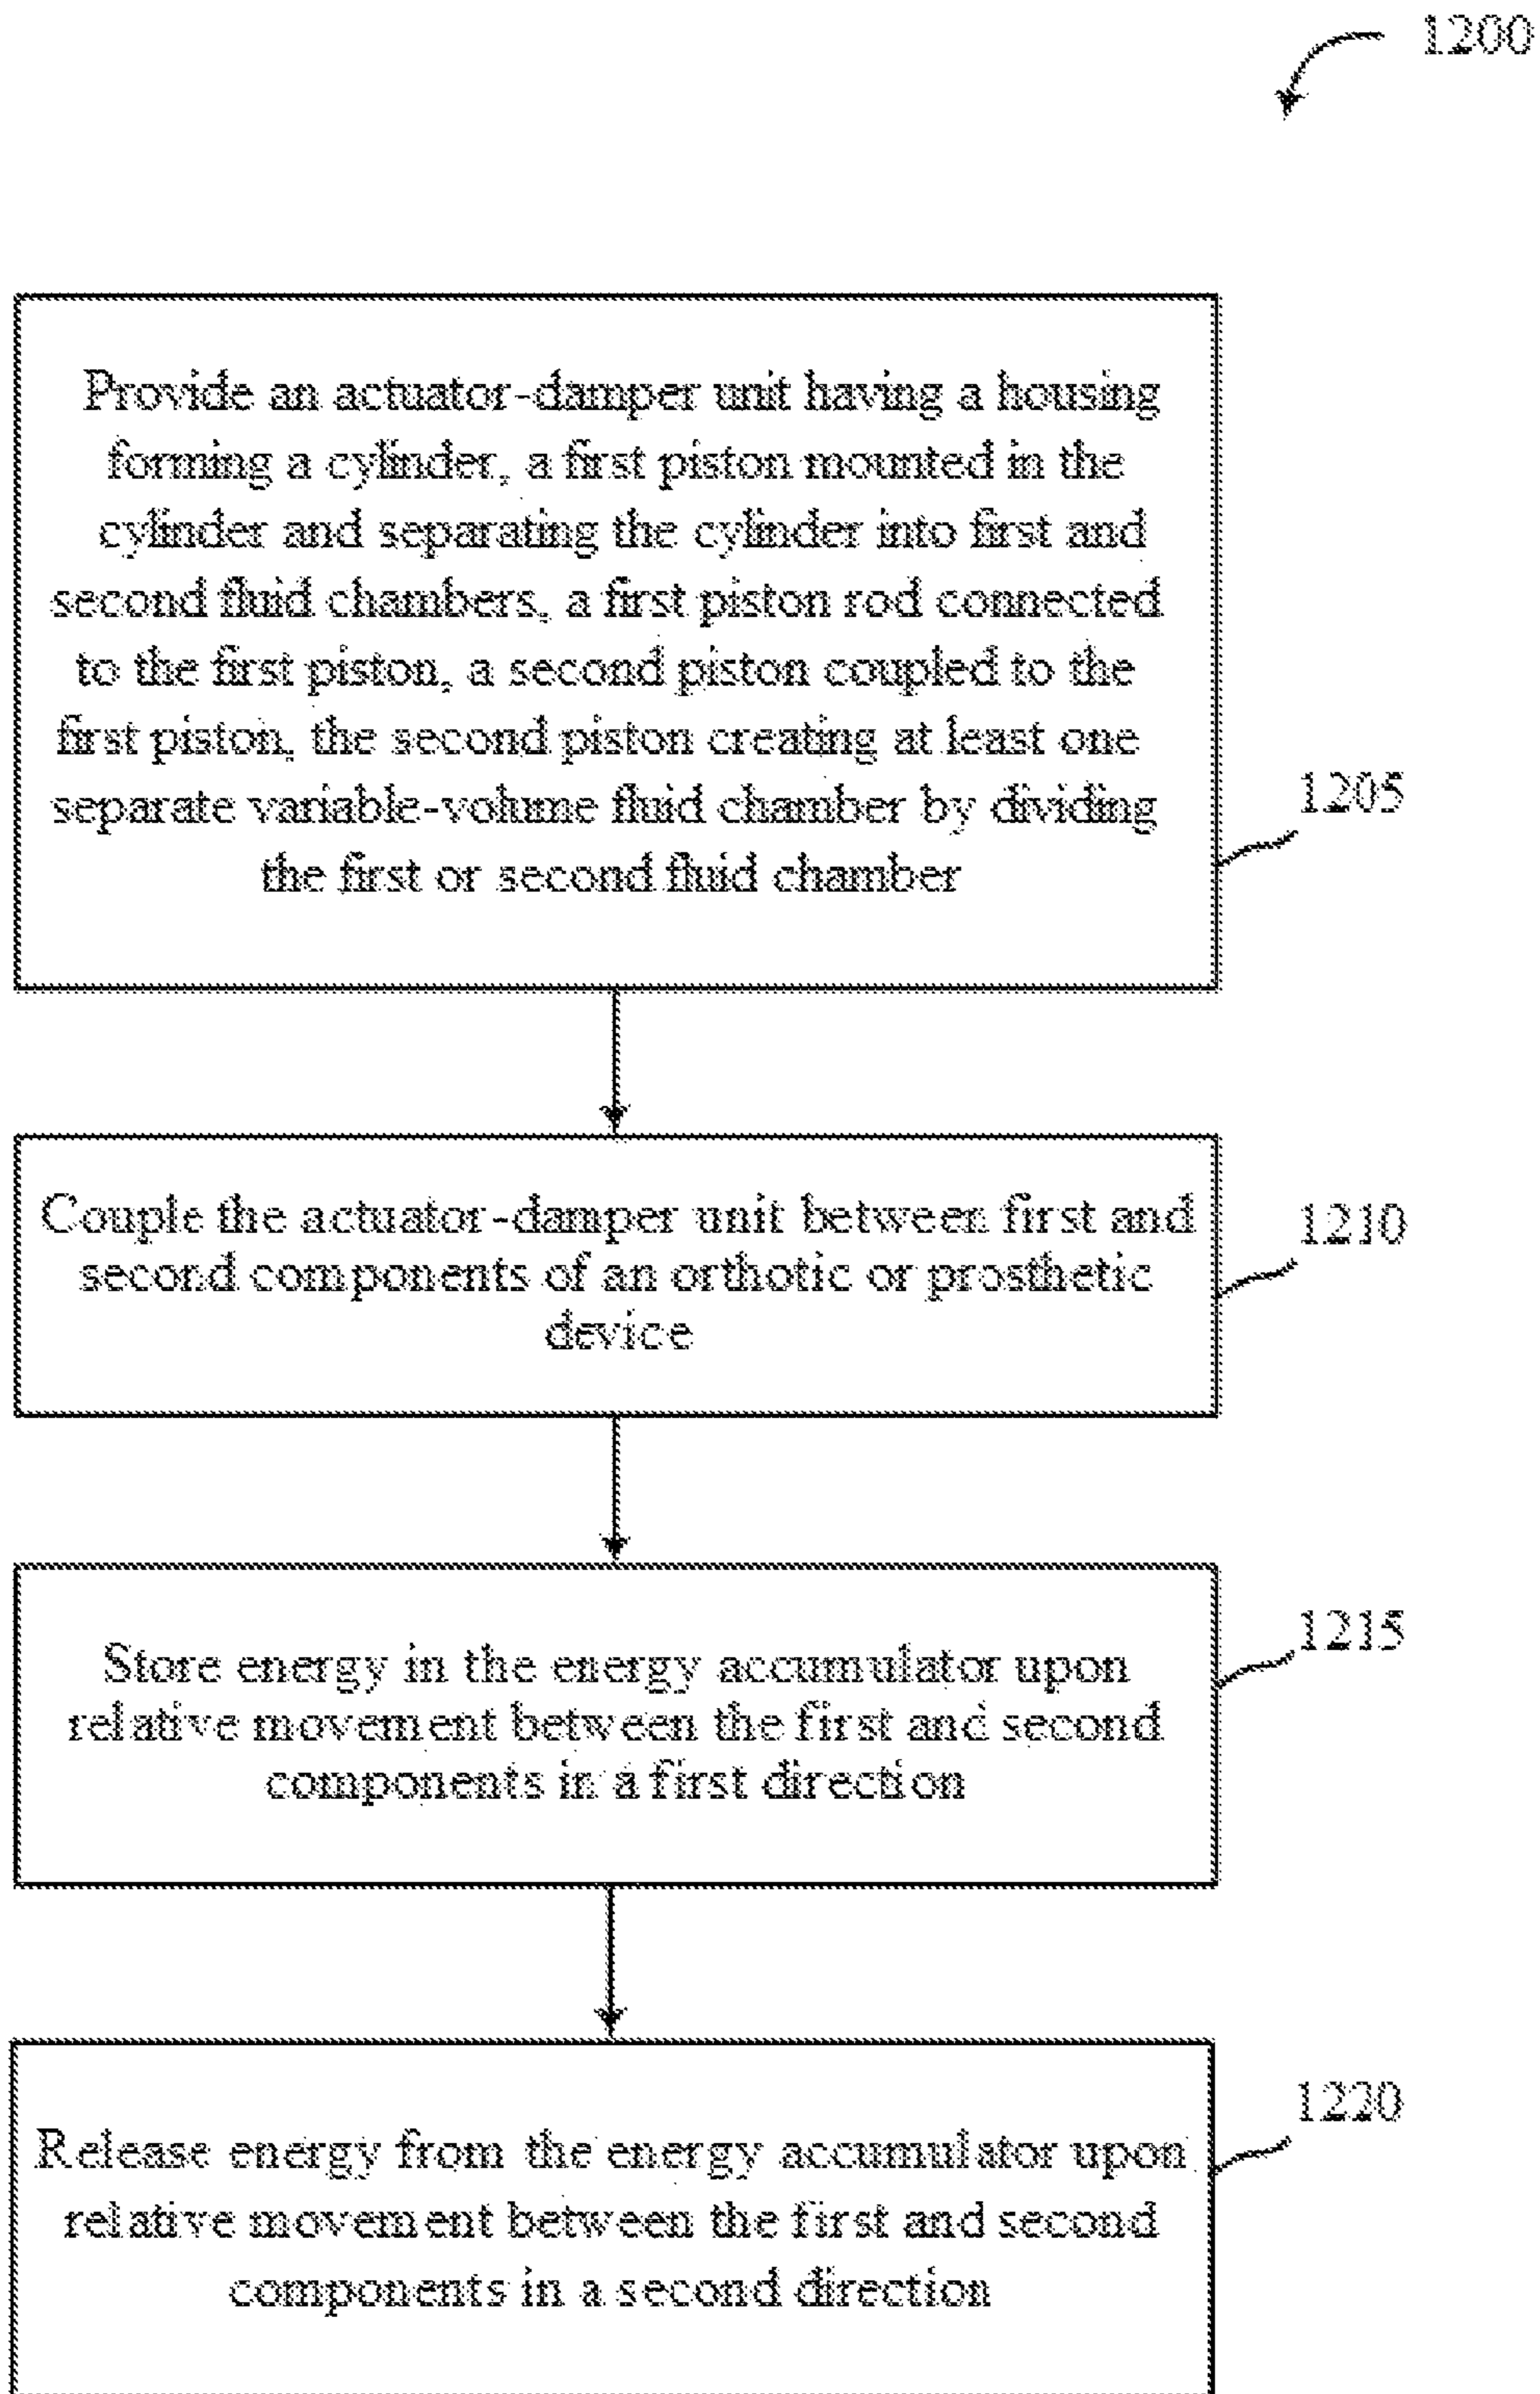 1200
Provide an actuator-damper unit having a housing
forming a cylinder, a first piston mounted in the
cylinder and separating the cylinder into first and
second fluid chambers, a first piston rod connected
to the first piston, a second piston coupled to the
first piston, the second piston creating at least one
separate variable-volume fluid chamber by dividing
the first or second fluid chamber
1205
Couple the actuator-damper unit between first and
second components of an orthotic or prosthetic
device
1210
Store energy in the energy accumulator upon
relative movement between the first and second
components in a first direction
1215
Release energy from the energy accumulator upon
relative movement between the first and second
components in a second direction
1220